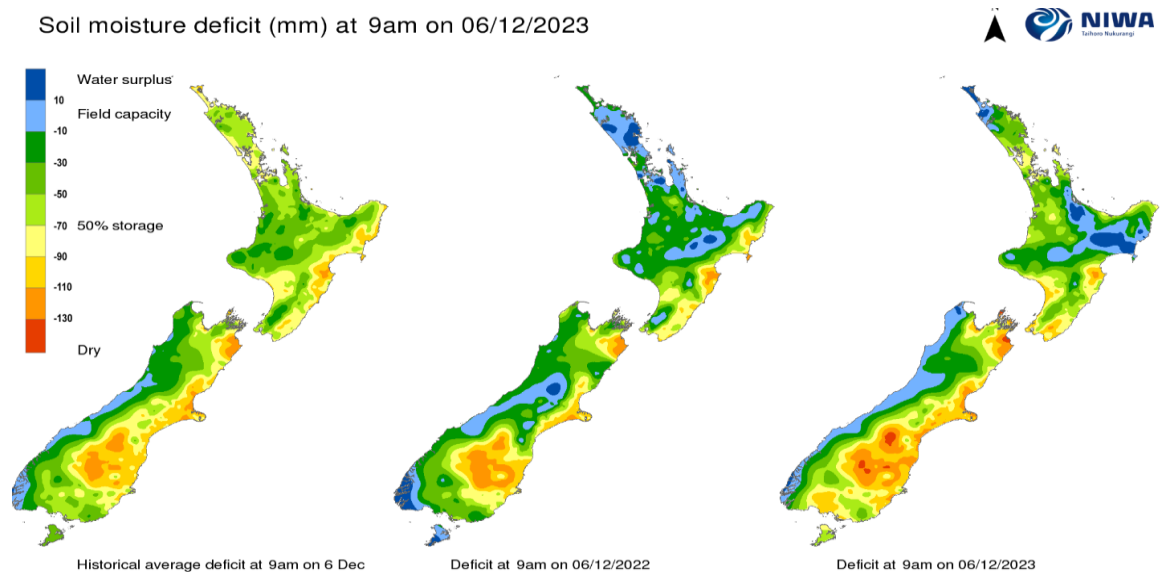 Soil moisture deficit (mm) at 9am on 06/12/2023
NIWA
Taihoro Nukurangi
Water surplus
10
Field capacity
-10
-30
-50
50% storage
-70
-90
-110
-130
Dry
Historical average deficit at 9am on 6 Dec
Deficit at 9am on 06/12/2022
Deficit at 9am on 06/12/2023